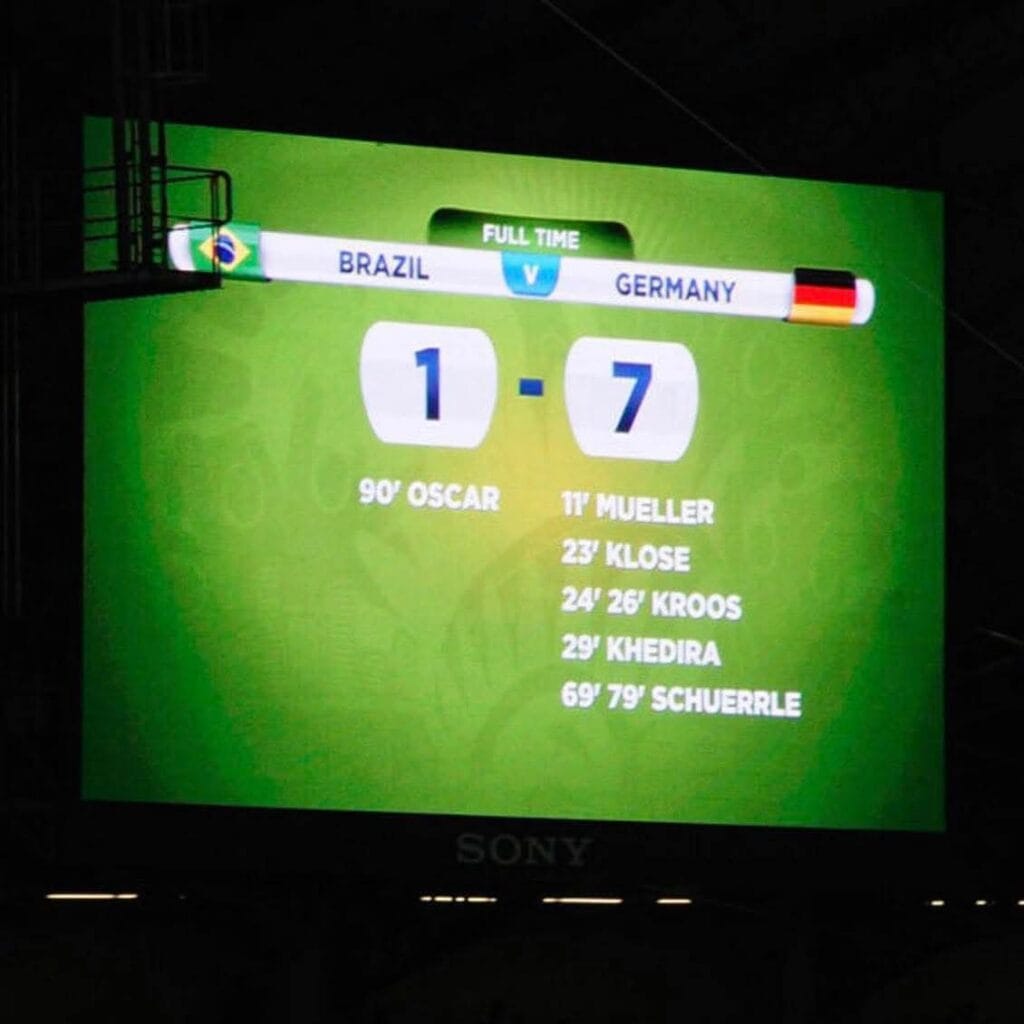 FULL TIME
BRAZIL V GERMANY
1 - 7
90' OSCAR
11' MUELLER
23' KLOSE
24' 26' KROOS
29' KHEDIRA
69' 79' SCHUERRLE
SONY